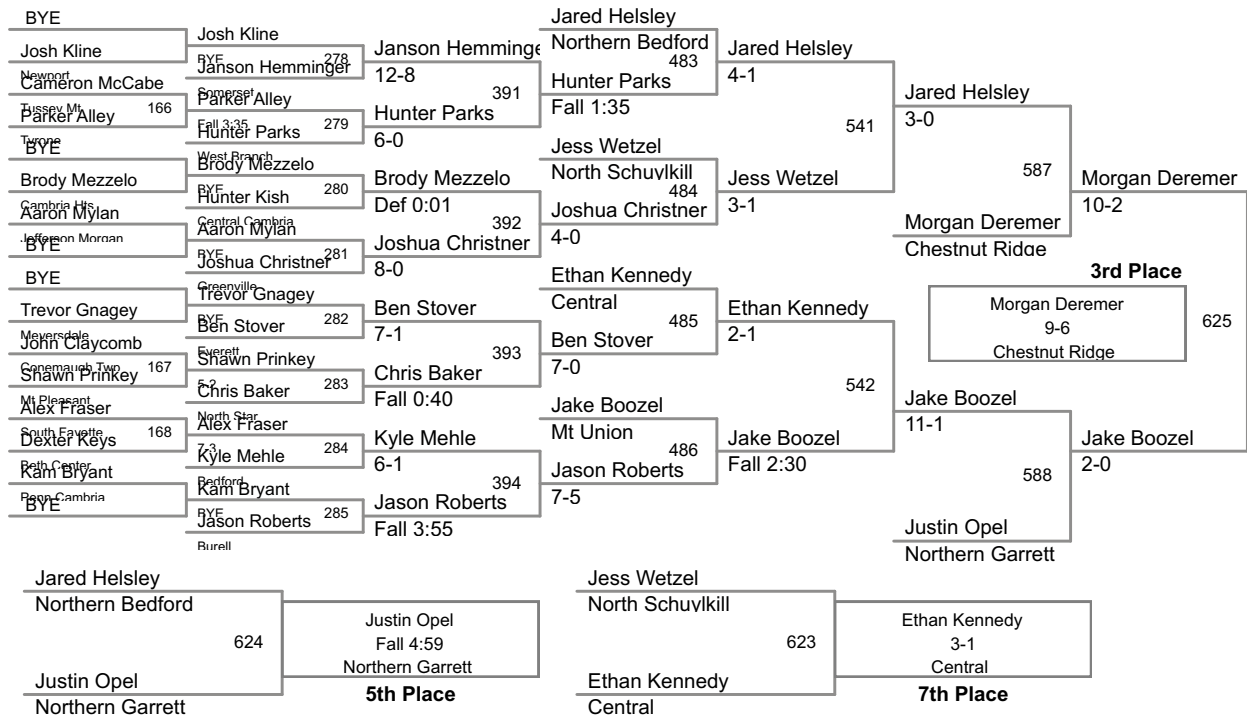 BYE
Josh Kline
Newport
Cameron McCabe
Tussey Mt
166
Parker Alley
Tyrone
BYE
Brody Mezzelo
Cambria Hts
Aaron Mylan
Jefferson Morgan
BYE
BYE
Trevor Gnagey
Meyersdale
John Claycomb
Conemaugh Twp
167
Shawn Prinkey
Mt Pleasant
Alex Fraser
South Fayette
168
Dexter Keys
Beth Center
Kam Bryant
Penn Cambria
BYE
Josh Kline
BYE
278
Janson Hemminger
Somerset
Parker Alley
Fall 3:35
279
Hunter Parks
West Branch
Brody Mezzelo
BYE
280
Hunter Kish
Central Cambria
Aaron Mylan
BYE
281
Joshua Christner
Greenville
Trevor Gnagey
BYE
282
Ben Stover
Everett
Shawn Prinkey
5-2
283
Chris Baker
North Star
Alex Fraser
7-3
284
Kyle Mehle
Bedford
Kam Bryant
BYE
285
Jason Roberts
Burell
Janson Hemminge
12-8
391
Hunter Parks
6-0
Brody Mezzelo
Def 0:01
392
Joshua Christner
8-0
Ben Stover
7-1
393
Chris Baker
Fall 0:40
Kyle Mehle
6-1
394
Jason Roberts
Fall 3:55
Jared Helsley
Northern Bedford
483
Hunter Parks
Fall 1:35
Jess Wetzel
North Schuylkill
484
Joshua Christner
4-0
Ethan Kennedy
Central
485
Ben Stover
7-0
Jake Boozel
Mt Union
486
Jason Roberts
7-5
Jared Helsley
4-1
541
Jess Wetzel
3-1
Ethan Kennedy
2-1
542
Jake Boozel
Fall 2:30
Jared Helsley
3-0
587
Morgan Deremer
Chestnut Ridge
Jake Boozel
11-1
588
Justin Opel
Northern Garrett
Morgan Deremer
10-2
3rd Place
Morgan Deremer
9-6
Chestnut Ridge
625
Jake Boozel
2-0
Jared Helsley
Northern Bedford
624
Justin Opel
Northern Garrett
Justin Opel
Fall 4:59
Northern Garrett
5th Place
Jess Wetzel
North Schuylkill
623
Ethan Kennedy
Central
Ethan Kennedy
3-1
Central
7th Place